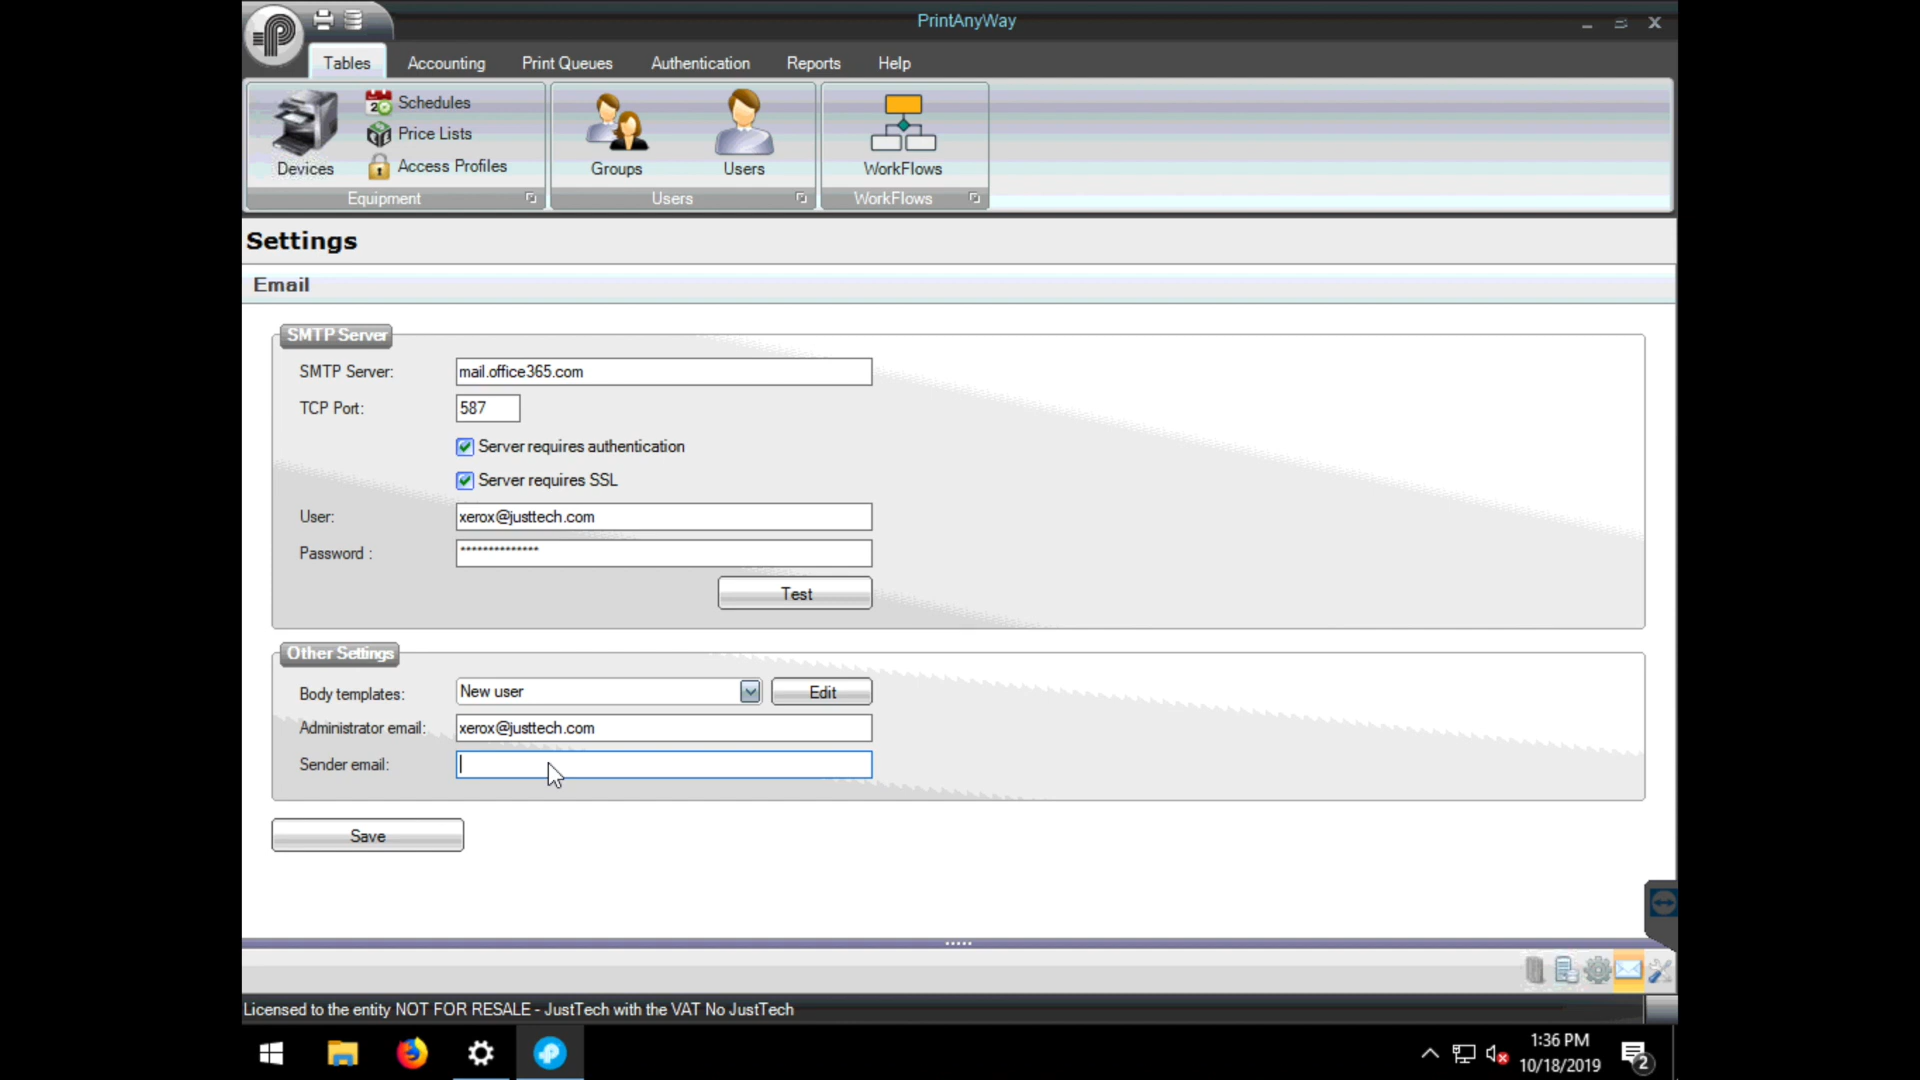 PrintAnyWay
Tables Accounting Print Queues Authentication Reports Help
Devices
Schedules
Price Lists
Access Profiles
Equipment
Groups Users
Users
WorkFlows
WorkFlows
Settings
Email
SMTP Server
SMTP Server: mail.office365.com
TCP Port: 587
Server requires authentication
Server requires SSL
User: xerox@justtech.com
Password : **************
Test
Other Settings
Body templates: New user Edit
Administrator email: xerox@justtech.com
Sender email:
Save
Licensed to the entity NOT FOR RESALE - JustTech with the VAT No JustTech
1:36 PM
10/18/2019
2